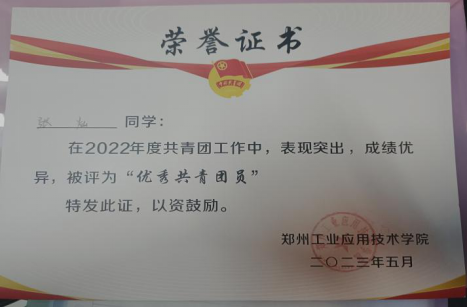 荣誉证书
同学：
在2022年度共青团工作中，表现突出，成绩优
异，被评为“优秀共青团员”
特发此证，以资鼓励。
郑州工业应用技术学院
二〇二三年五月